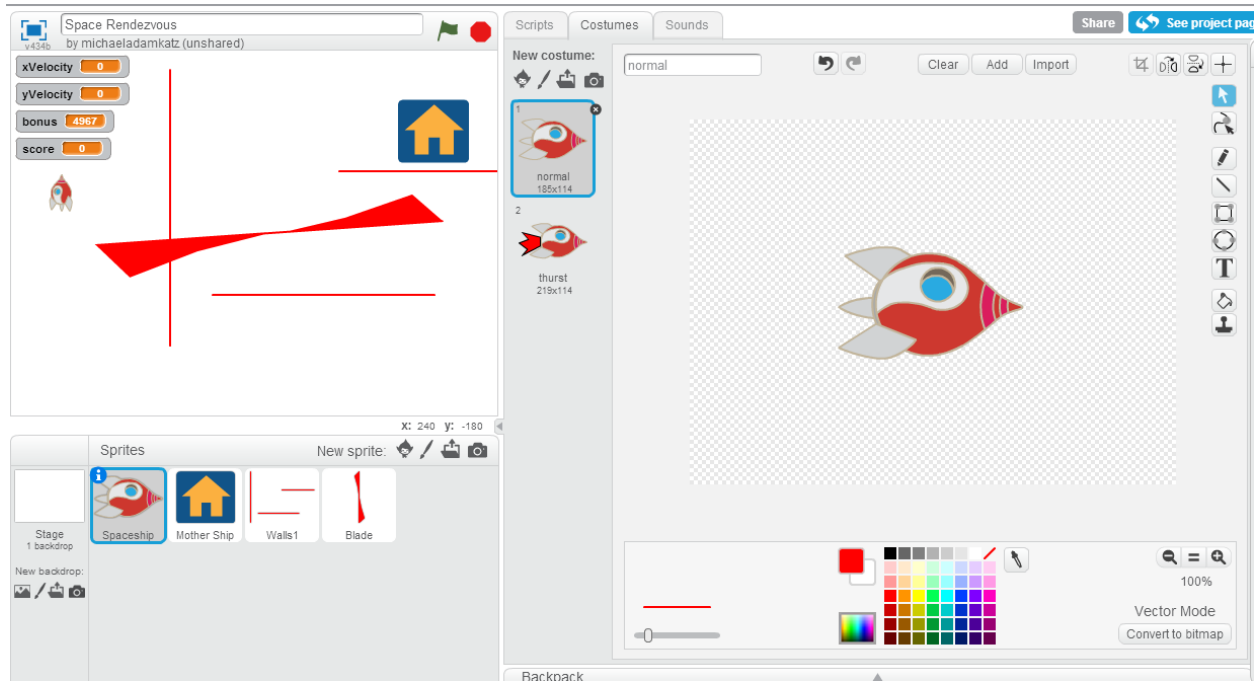 Space Rendezvous
v434b
by michaeladamkatz (unshared)
xVelocity 0
yVelocity 0
bonus 4967
score 0
X: 240 y: -180
Sprites
New sprite:
Stage
1 backdrop
New backdrop:
Spaceship
Mother Ship
Walls1
Blade
Scripts
Costumes
Sounds
Share
See project pag
New costume:
1
normal
185x114
2
thurst
219x114
normal
Clear
Add
Import
T
100%
Vector Mode
Convert to bitmap
Backpack